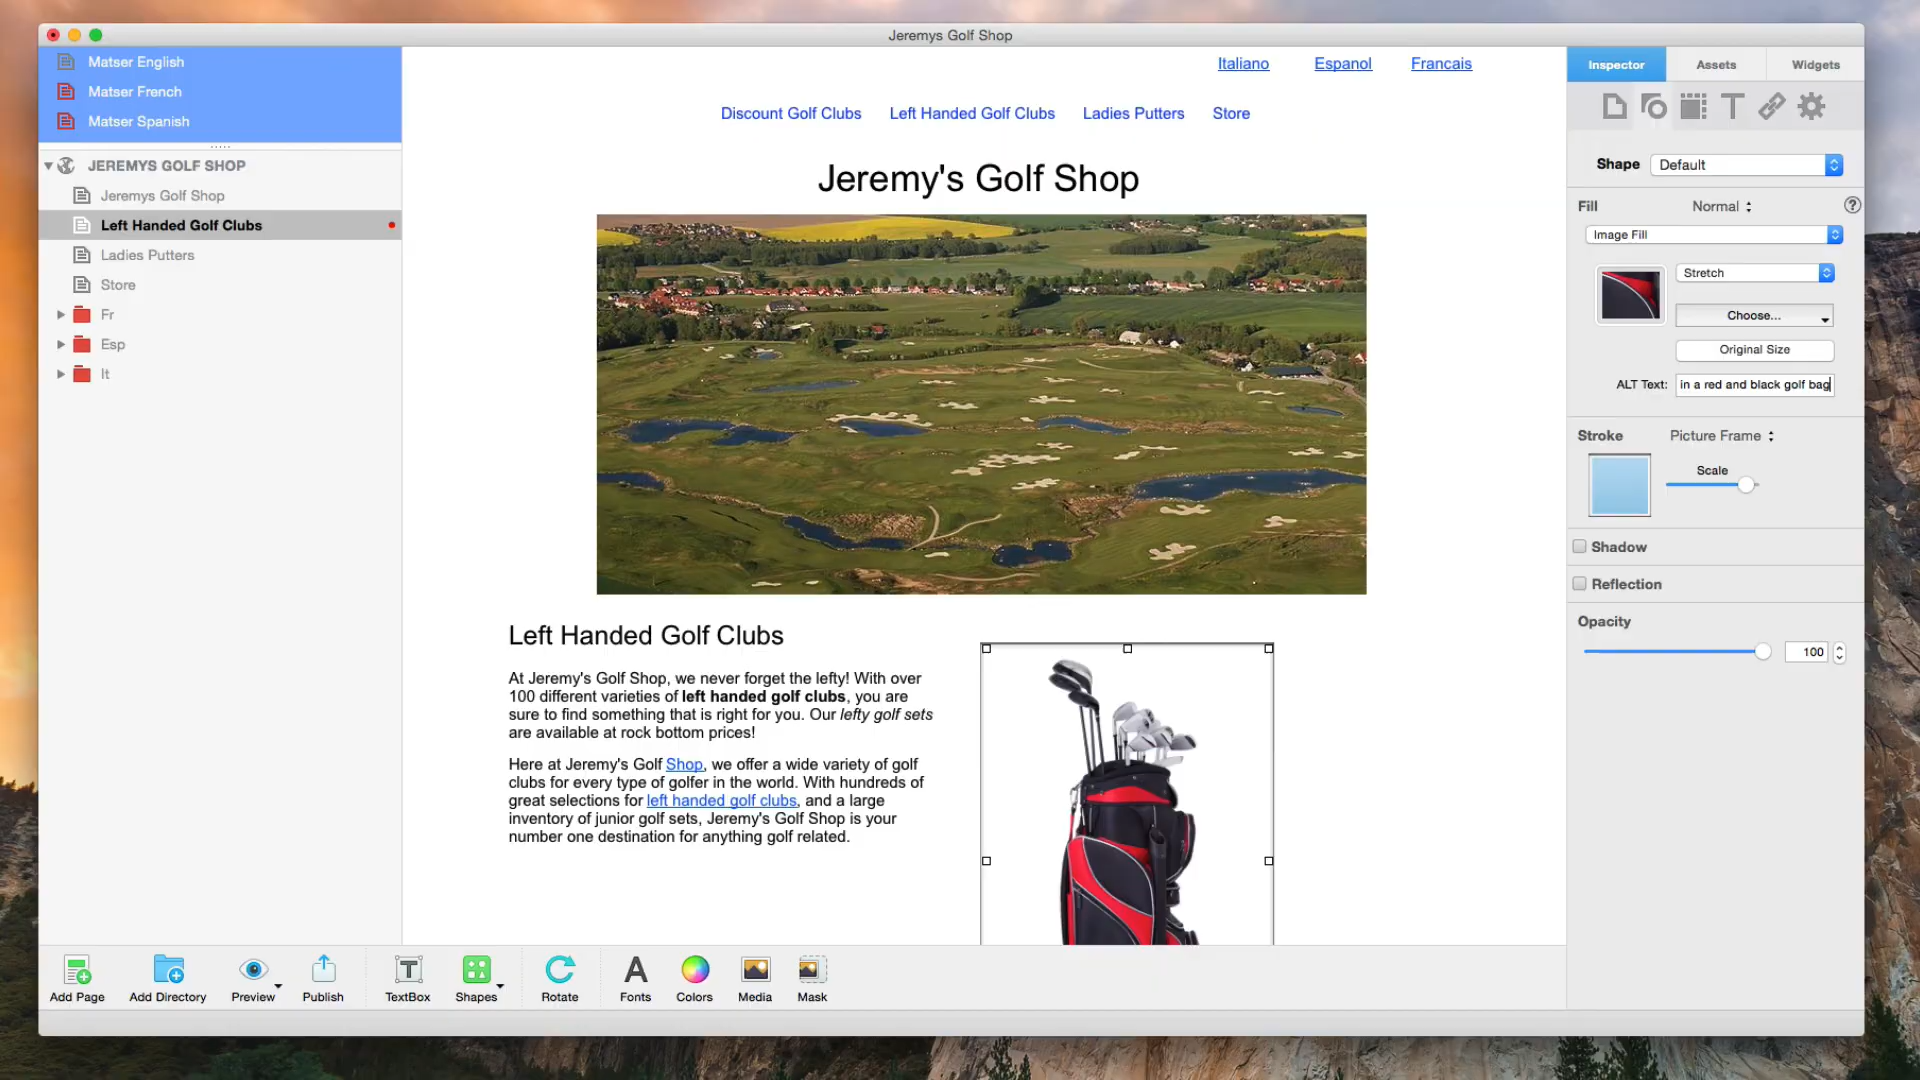 Jeremys Golf Shop
Matser English
Matser French
Matser Spanish
JEREMYS GOLF SHOP
Jeremys Golf Shop
Left Handed Golf Clubs
Ladies Putters
Store
Fr
Esp
It
Italiano Espanol Francais
Discount Golf Clubs Left Handed Golf Clubs Ladies Putters Store
Jeremy's Golf Shop
Left Handed Golf Clubs
At Jeremy's Golf Shop, we never forget the lefty! With over
100 different varieties of left handed golf clubs, you are
sure to find something that is right for you. Our lefty golf sets
are available at rock bottom prices!
Here at Jeremy's Golf Shop, we offer a wide variety of golf
clubs for every type of golfer in the world. With hundreds of
great selections for left handed golf clubs, and a large
inventory of junior golf sets, Jeremy's Golf Shop is your
number one destination for anything golf related.
Inspector Assets Widgets
Shape Default
Fill Normal ?
Image Fill
Stretch
Choose...
Original Size
ALT Text: in a red and black golf bag
Stroke Picture Frame
Scale
Shadow
Reflection
Opacity
100
Add Page Add Directory Preview Publish TextBox Shapes Rotate Fonts Colors Media Mask